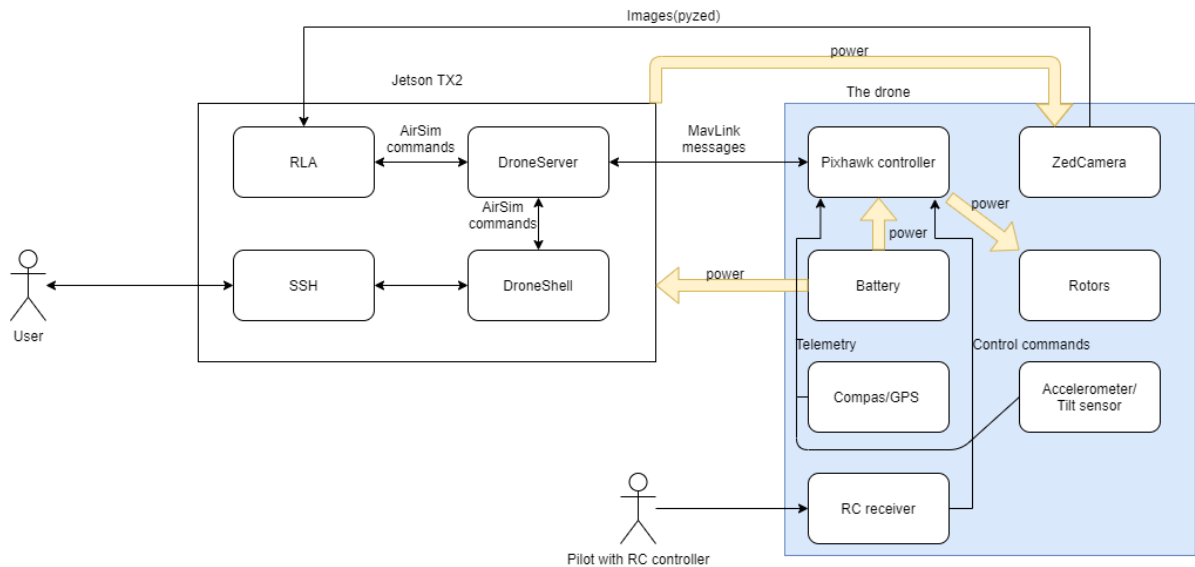 Images(pyzed)
power
Jetson TX2
The drone
RLA
AirSim
commands
DroneServer
MavLink
messages
Pixhawk controller
ZedCamera
AirSim
commands
power
power
SSH
DroneShell
power
Battery
Rotors
User
Telemetry
Control commands
Compas/GPS
Accelerometer/
Tilt sensor
RC receiver
Pilot with RC controller